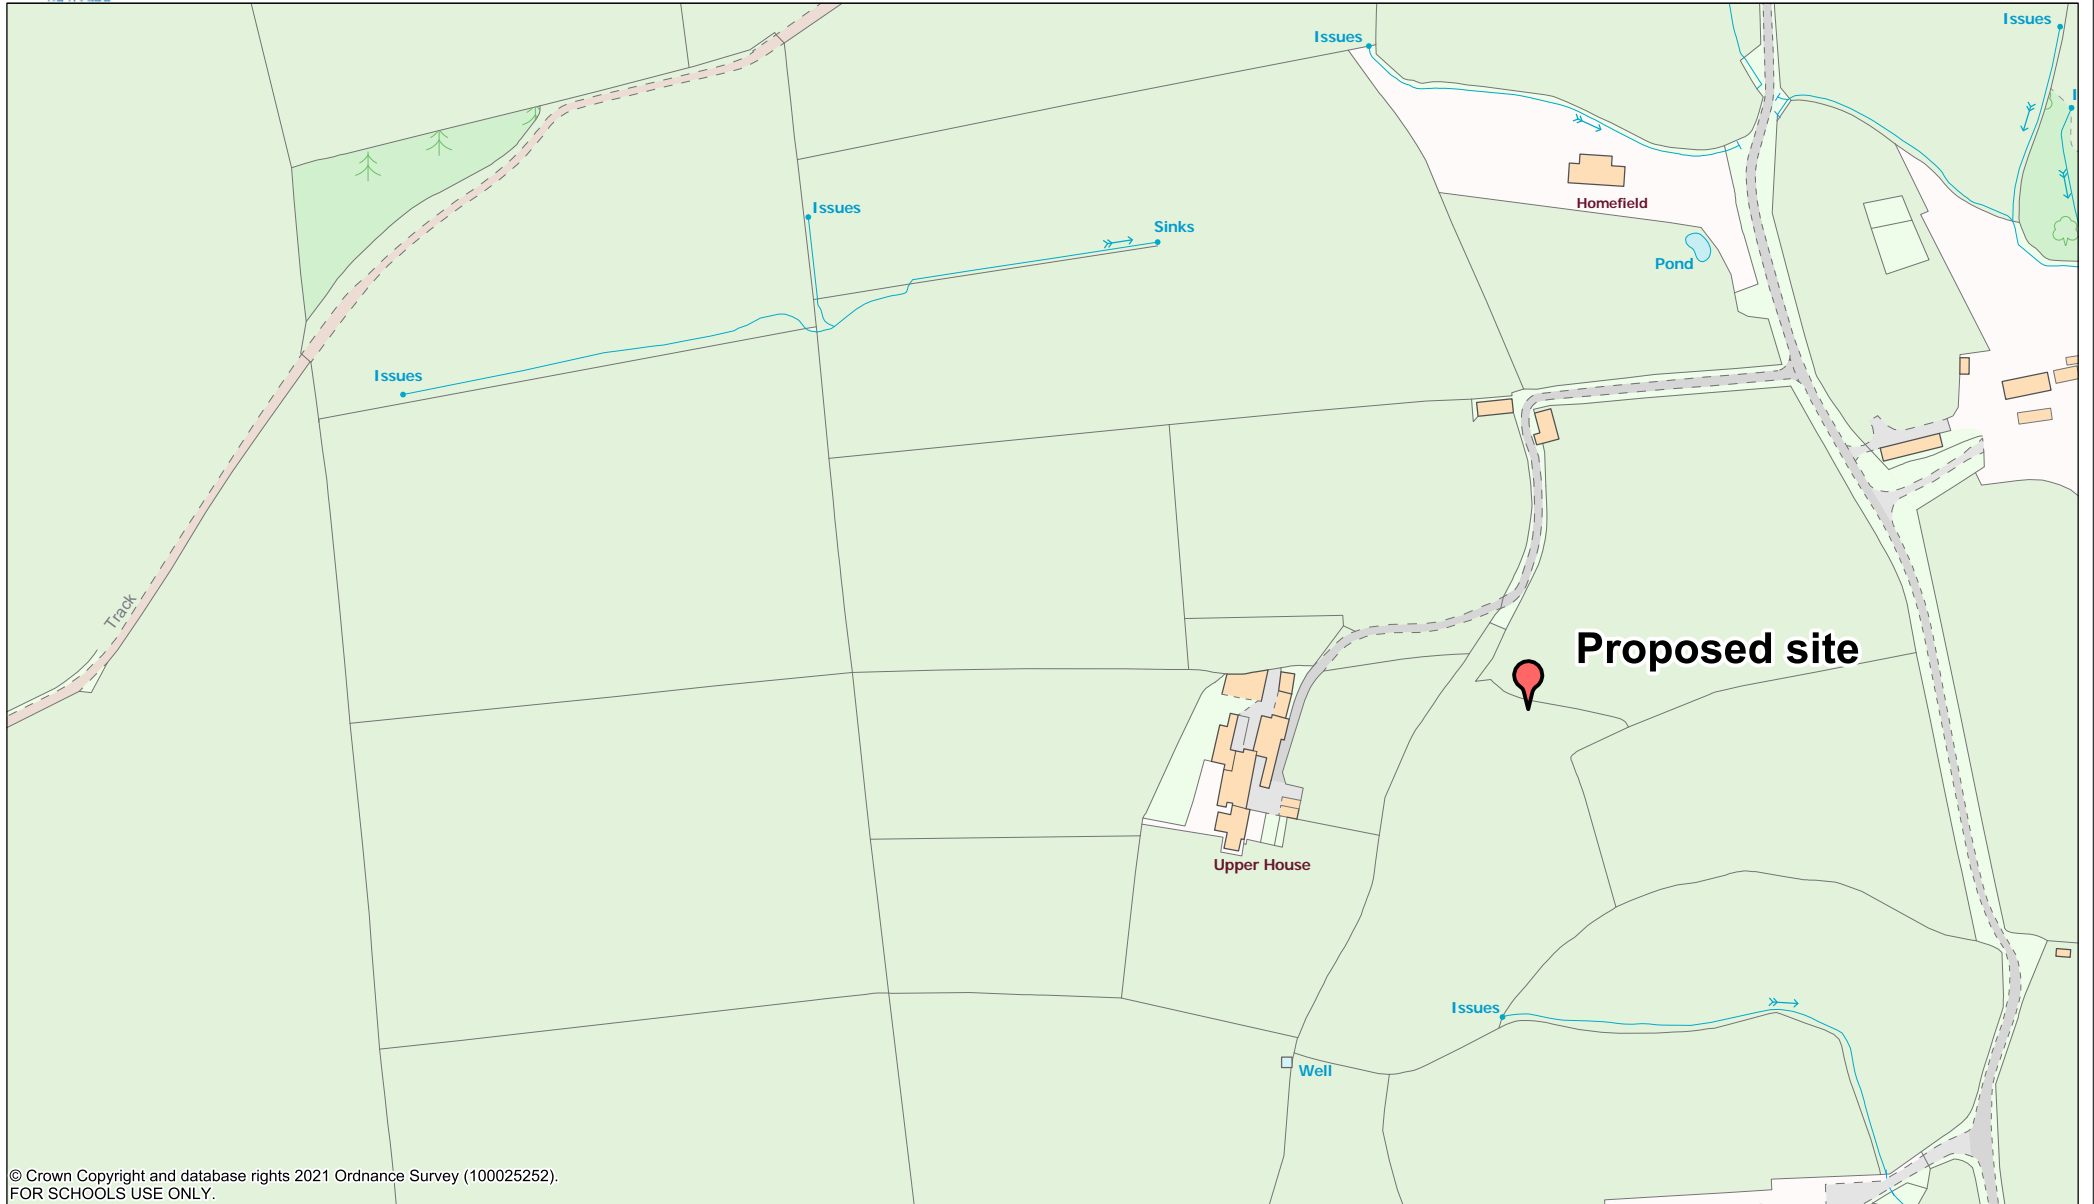 Issues
Issues
Issues
Sinks
Homefield
Pond
Issues
Track
Proposed site
Upper House
Issues
Well
© Crown Copyright and database rights 2021 Ordnance Survey (100025252).
FOR SCHOOLS USE ONLY.